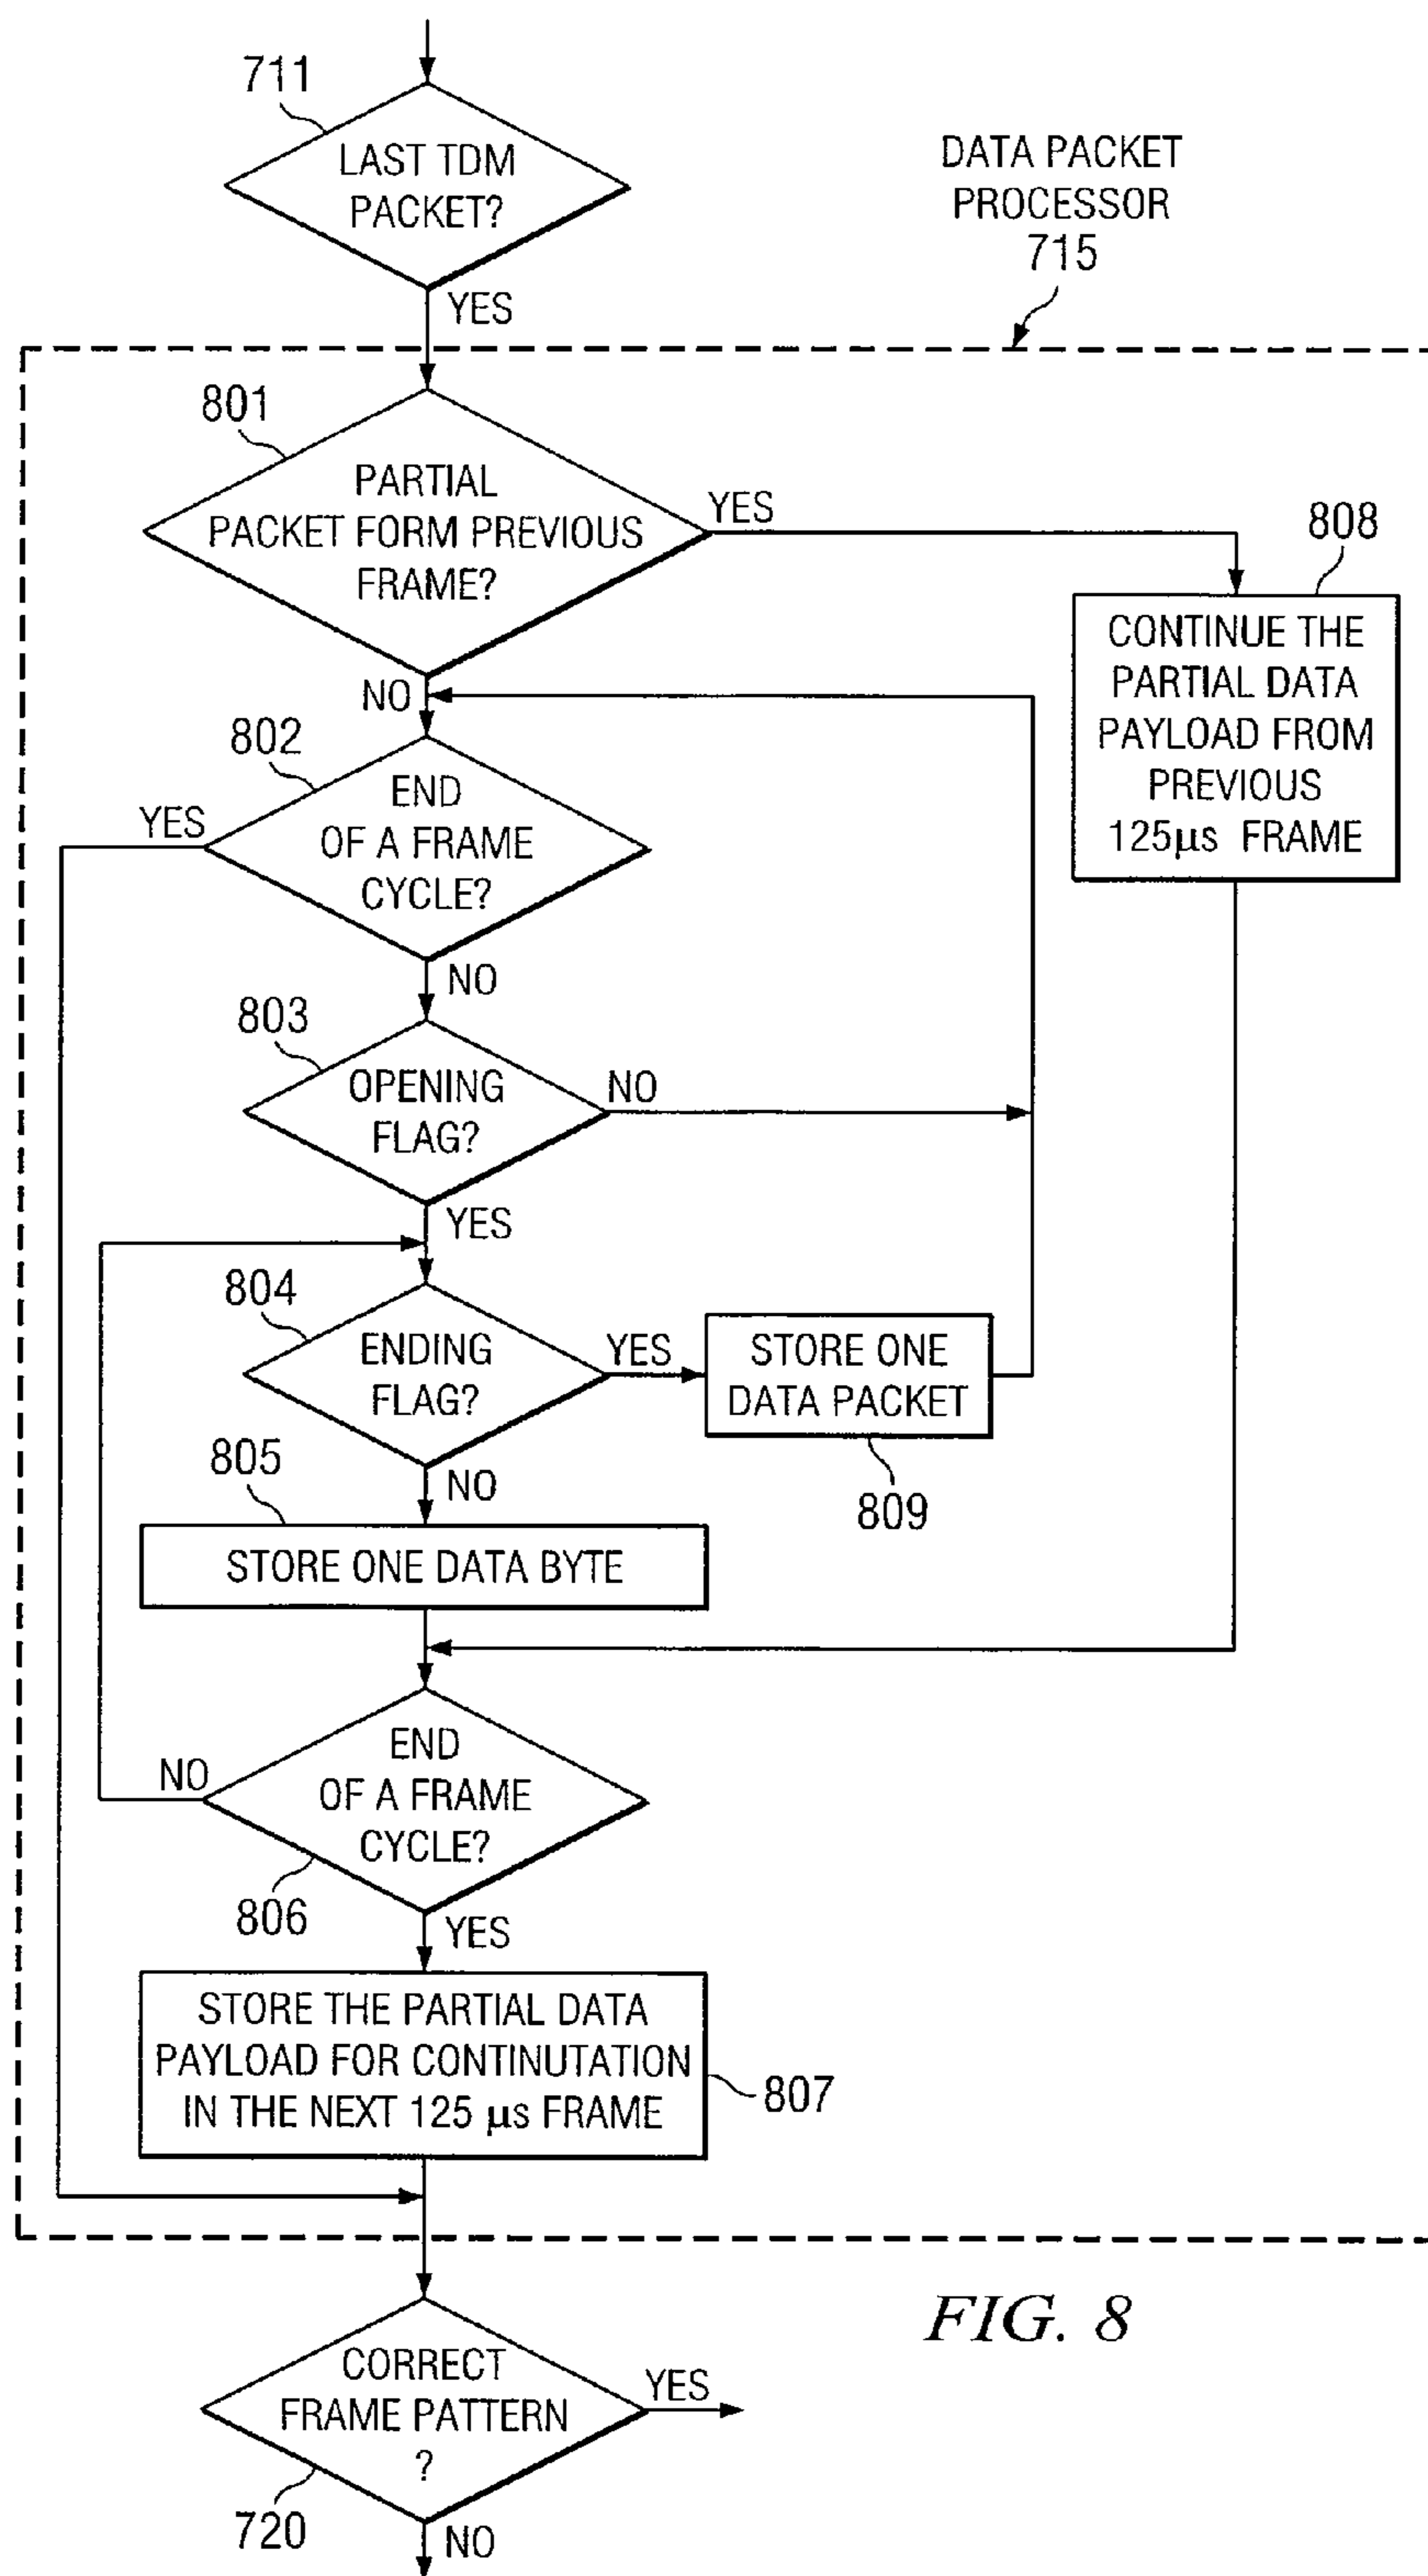 711
LAST TDM
PACKET?
YES
DATA PACKET
PROCESSOR
715
801
PARTIAL
PACKET FORM PREVIOUS
FRAME?
YES
NO
808
CONTINUE THE
PARTIAL DATA
PAYLOAD FROM
PREVIOUS
125µs FRAME
802
END
OF A FRAME
CYCLE?
YES
NO
803
OPENING
FLAG?
NO
YES
804
ENDING
FLAG?
YES
STORE ONE
DATA PACKET
809
NO
805
STORE ONE DATA BYTE
END
OF A FRAME
CYCLE?
NO
806
YES
STORE THE PARTIAL DATA
PAYLOAD FOR CONTINUTATION
IN THE NEXT 125 µs FRAME
807
FIG. 8
CORRECT
FRAME PATTERN
?
YES
720
NO